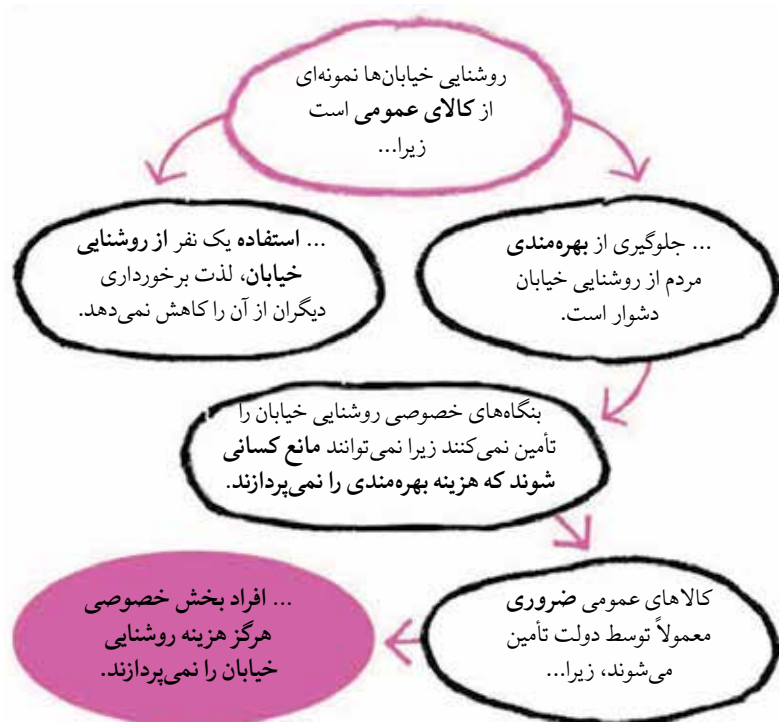 روشنایی خیابان‌ها نمونه‌ای
از کالای عمومی است
زیرا...
... جلوگیری از بهره‌مندی
مردم از روشنایی خیابان
دشوار است.
... استفاده یک نفر از روشنایی
خیابان، لذت برخورداری
دیگران از آن را کاهش نمی‌دهد.
بنگاه‌های خصوصی روشنایی خیابان را
تأمین نمی‌کنند زیرا نمی‌توانند مانع کسانی
شوند که هزینه بهره‌مندی را نمی‌پردازند.
کالاهای عمومی ضروری
معمولاً توسط دولت تأمین
می‌شوند، زیرا...
... افراد بخش خصوصی
هرگز هزینه روشنایی
خیابان را نمی‌پردازند.